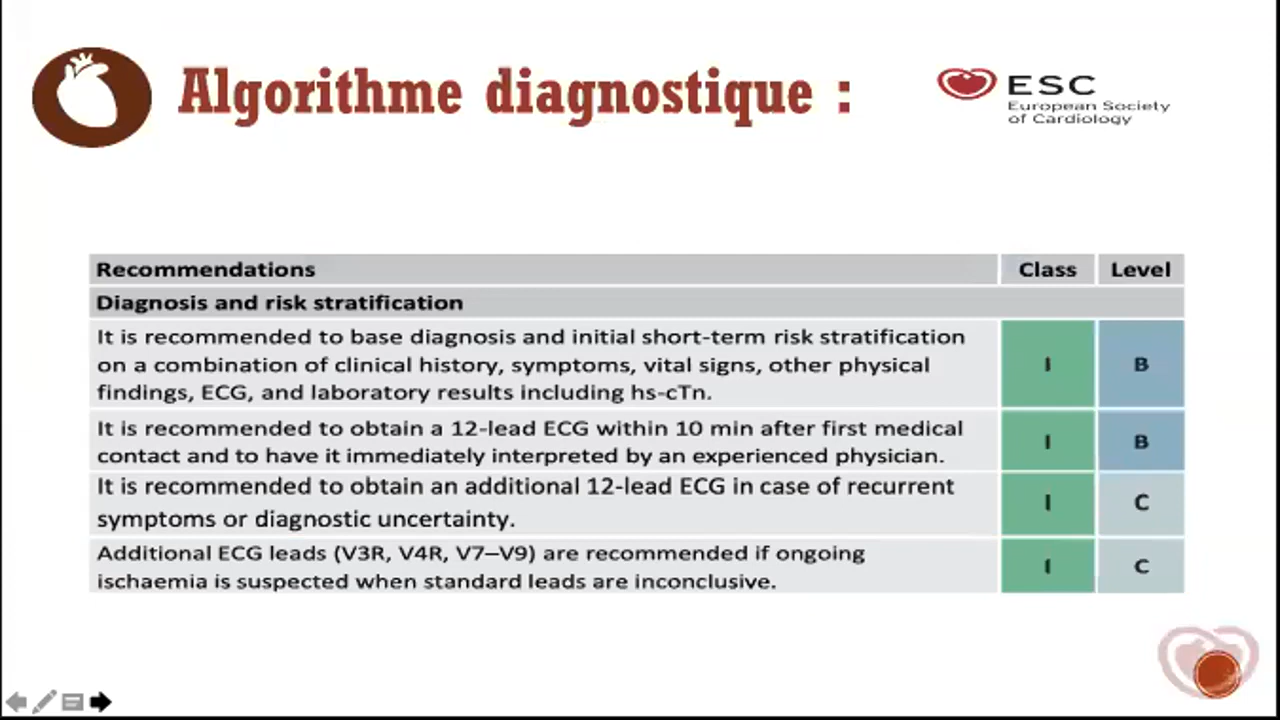 Algorithme diagnostique :
ESC
European Society
of Cardiology
Recommendations Class Level
Diagnosis and risk stratification
It is recommended to base diagnosis and initial short-term risk stratification
on a combination of clinical history, symptoms, vital signs, other physical
findings, ECG, and laboratory results including hs-cTn.
I B
It is recommended to obtain a 12-lead ECG within 10 min after first medical
contact and to have it immediately interpreted by an experienced physician.
I B
It is recommended to obtain an additional 12-lead ECG in case of recurrent
symptoms or diagnostic uncertainty.
I C
Additional ECG leads (V3R, V4R, V7–V9) are recommended if ongoing
ischaemia is suspected when standard leads are inconclusive.
I C